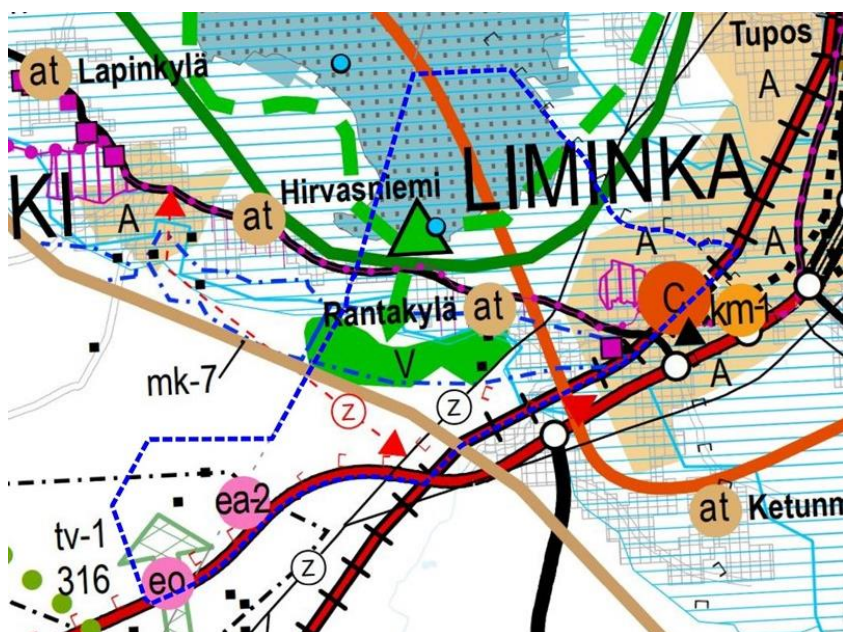 Tupos
at Lapinkylä
A
Hirvasniemi
LIMINKA
KI
A
at
A
A
C
km-1
Rantakylä at
V
A
mk-7
z
z
ea-2
at Ketunm
tv-1
316
eo
z